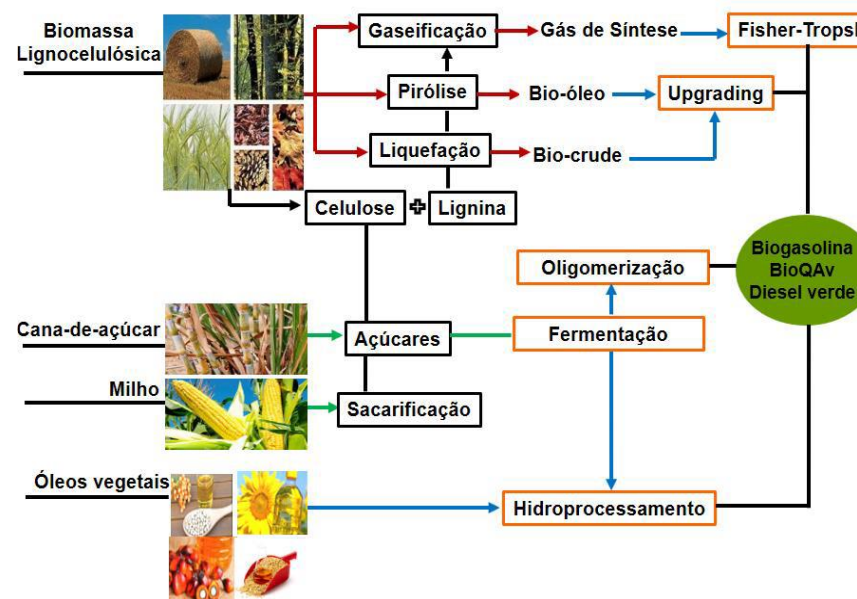 Biomassa
Lignocelulósica
Gaseificação
Gás de Síntese
Fisher-Tropsh
Pirólise
Bio-óleo
Upgrading
Liquefação
Bio-crude
Celulose
Lignina
Biogasolina
BioQAv
Diesel verde
Oligomerização
Cana-de-açúcar
Açúcares
Fermentação
Milho
Sacarificação
Óleos vegetais
Hidroprocessamento